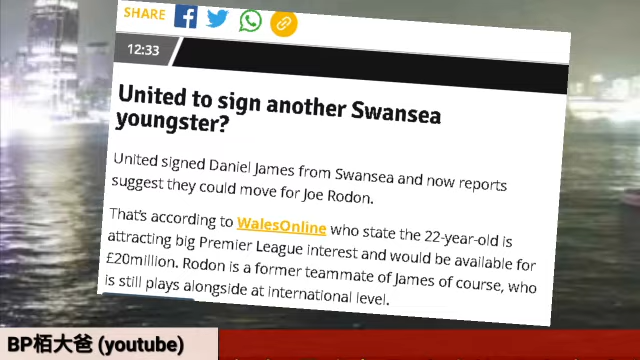 SHARE
12:33
United to sign another Swansea
youngster?
United signed Daniel James from Swansea and now reports
suggest they could move for Joe Rodon.
That's according to WalesOnline who state the 22-year-old is
attracting big Premier League interest and would be available for
£20million. Rodon is a former teammate of James of course, who
is still plays alongside at international level.
BP栢大爸 (youtube)